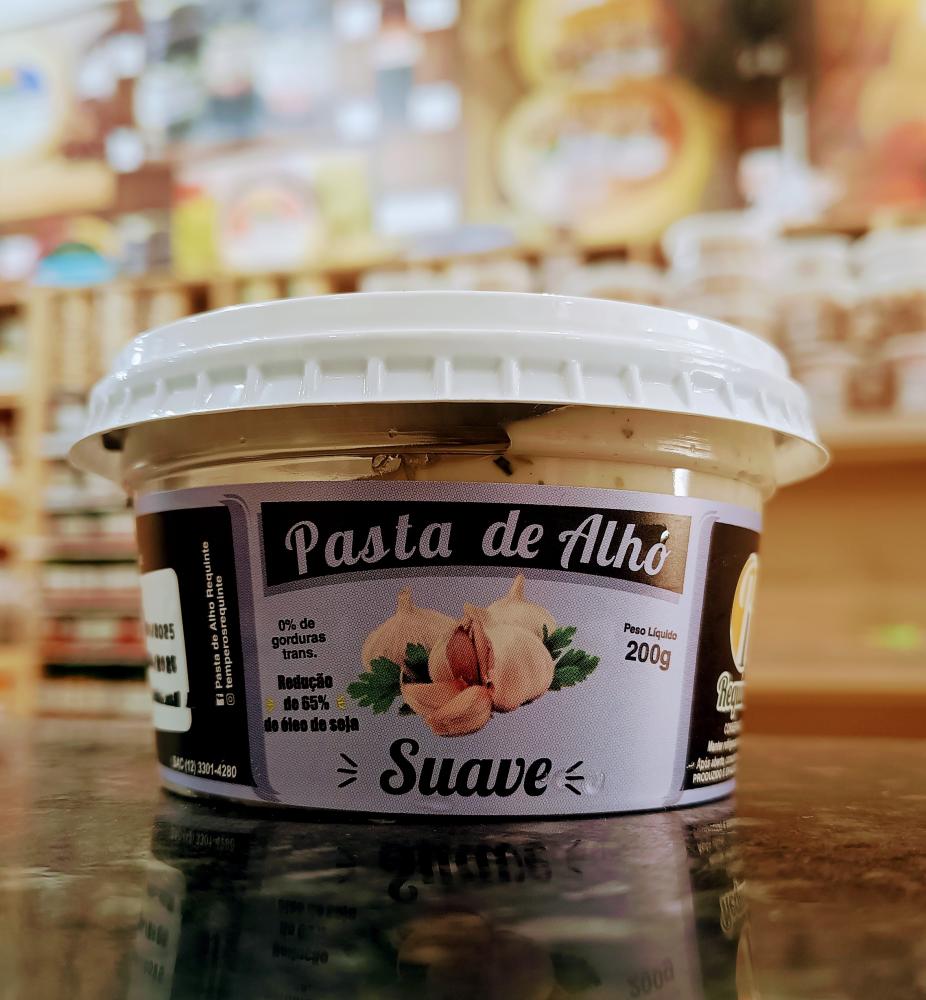 Pasta de Alho
0% de
gorduras
trans.
Redução
de 65%
do óleo de soja
Peso Líquido
200g
Suave
Pasta de Alho Requinte
temperosrequinte
SAC (12) 3301-4280